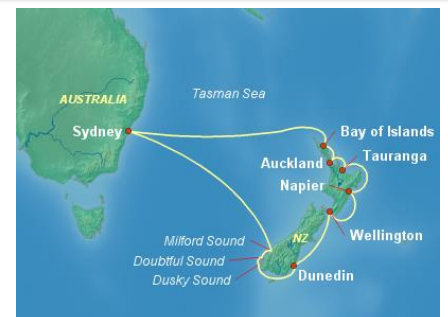 Tasman Sea
AUSTRALIA
Sydney
Bay of Islands
Auckland
Tauranga
Napier
Wellington
NZ
Milford Sound
Doubtful Sound
Dusky Sound
Dunedin